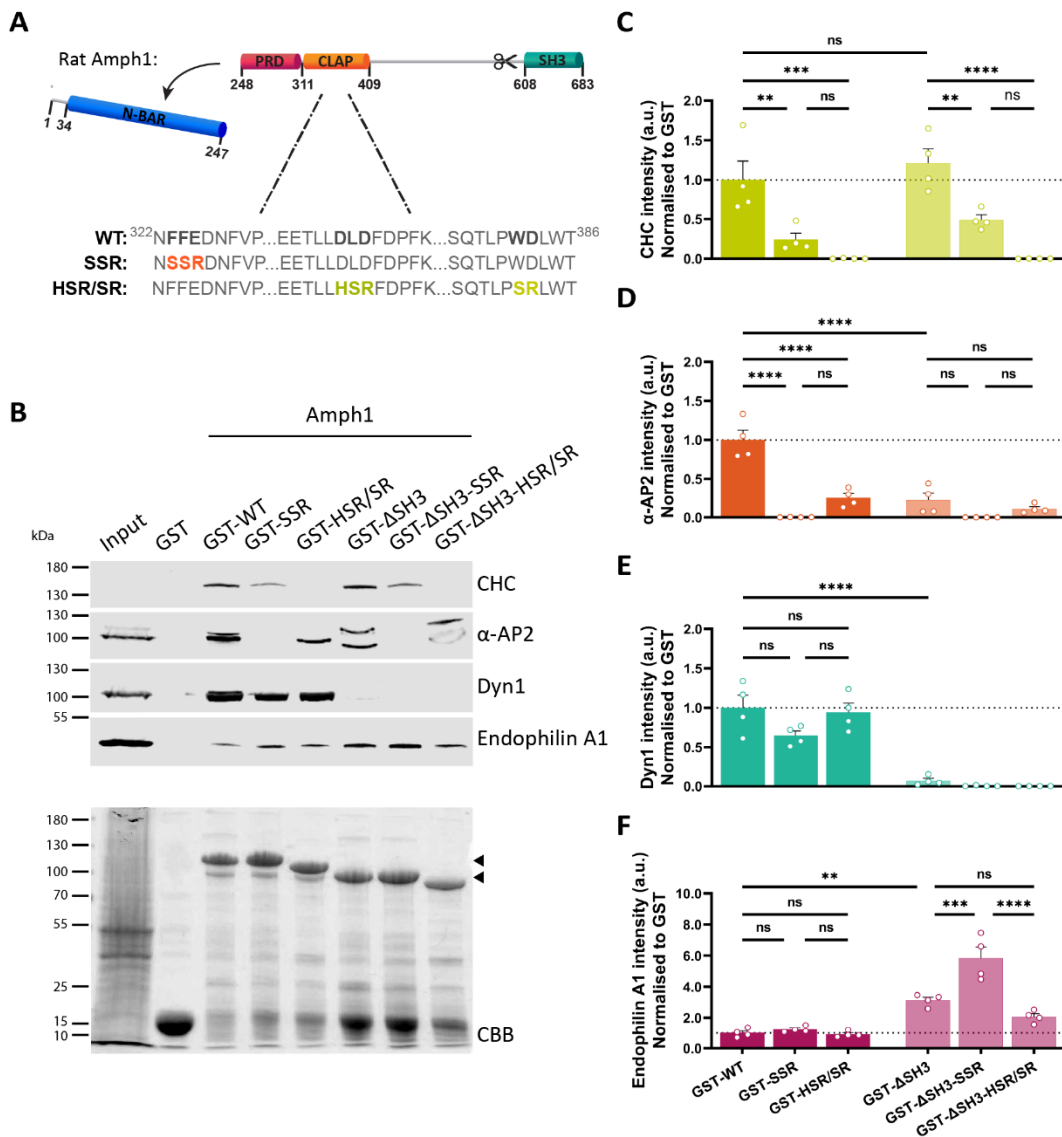 A
Rat Amph1:
PRD
CLAP
SH3
248
311
409
608
683
N-BAR
1
34
247
WT: 322NFFEDNFVP...EETLLDLDFDPFK...SQTLPWDLWT386
SSR: NSSRDNFVP...EETLLDLDFDPFK...SQTLPWDLWT
HSR/SR: NFFEDNFVP...EETLLHSRFDPFK...SQTLPSRLWT
B
Amph1
kDa
Input
GST
GST-WT
GST-SSR
GST-HSR/SR
GST-ΔSH3
GST-ΔSH3-SSR
GST-ΔSH3-HSR/SR
180
130
CHC
130
100
α-AP2
130
100
Dyn1
55
Endophilin A1
180
130
100
70
55
25
15
10
CBB
C
CHC intensity (a.u.)
Normalised to GST
2.0
1.5
1.0
0.5
0.0
ns
*** ****
** ns ** ns
D
α-AP2 intensity (a.u.)
Normalised to GST
2.0
1.5
1.0
0.5
0.0
****
**** ns
**** ns ns ns
E
Dyn1 intensity (a.u.)
Normalised to GST
2.0
1.5
1.0
0.5
0.0
****
ns
ns ns
F
Endophilin A1 intensity (a.u.)
Normalised to GST
10.0
8.0
6.0
4.0
2.0
0.0
**
ns ns
ns ns *** ****
GST-WT
GST-SSR
GST-HSR/SR
GST-ΔSH3
GST-ΔSH3-SSR
GST-ΔSH3-HSR/SR